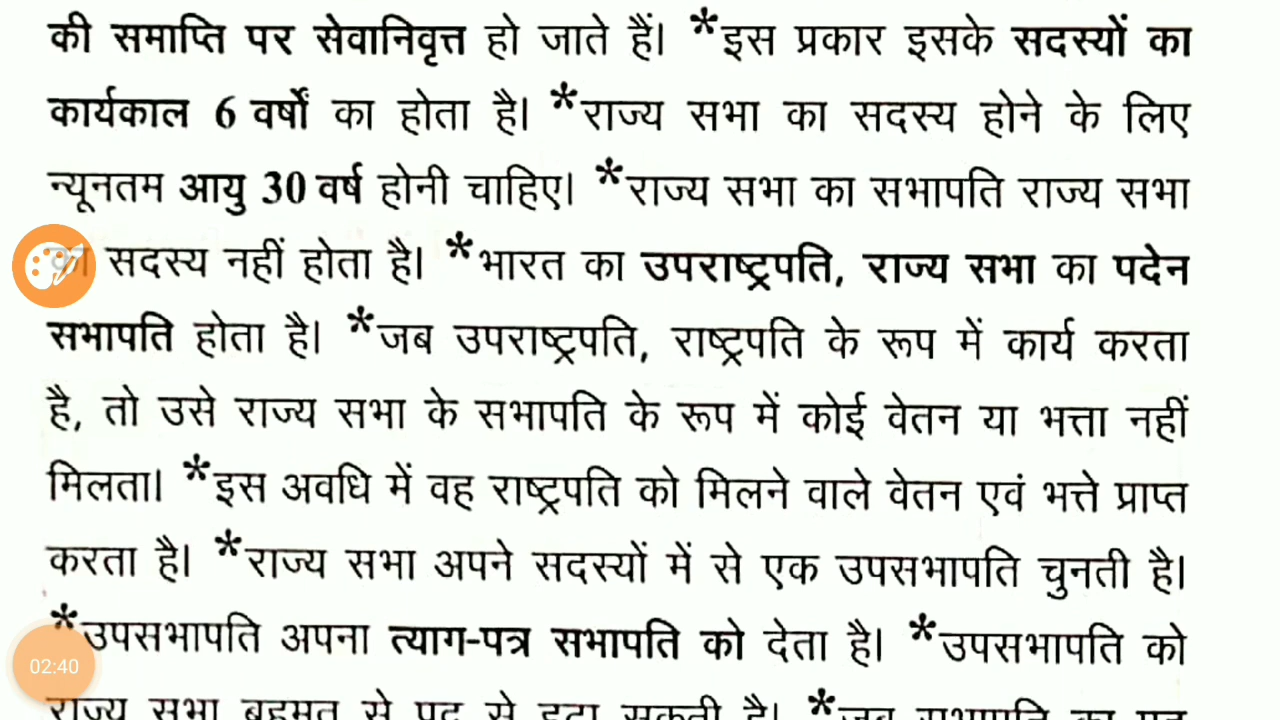 की समाप्ति पर सेवानिवृत्त हो जाते हैं। *इस प्रकार इसके सदस्यों का
कार्यकाल 6 वर्षों का होता है। *राज्य सभा का सदस्य होने के लिए
न्यूनतम आयु 30 वर्ष होनी चाहिए। *राज्य सभा का सभापति राज्य सभा
सदस्य नहीं होता है। *भारत का उपराष्ट्रपति, राज्य सभा का पदेन
सभापति होता है। *जब उपराष्ट्रपति, राष्ट्रपति के रूप में कार्य करता
है, तो उसे राज्य सभा के सभापति के रूप में कोई वेतन या भत्ता नहीं
मिलता। *इस अवधि में वह राष्ट्रपति को मिलने वाले वेतन एवं भत्ते प्राप्त
करता है। *राज्य सभा अपने सदस्यों में से एक उपसभापति चुनती है।
*उपसभापति अपना त्याग-पत्र सभापति को देता है। *उपसभापति को
02:40
राज्य सभा बहुमत से पद से हटा सकती है। *जब सभापति का